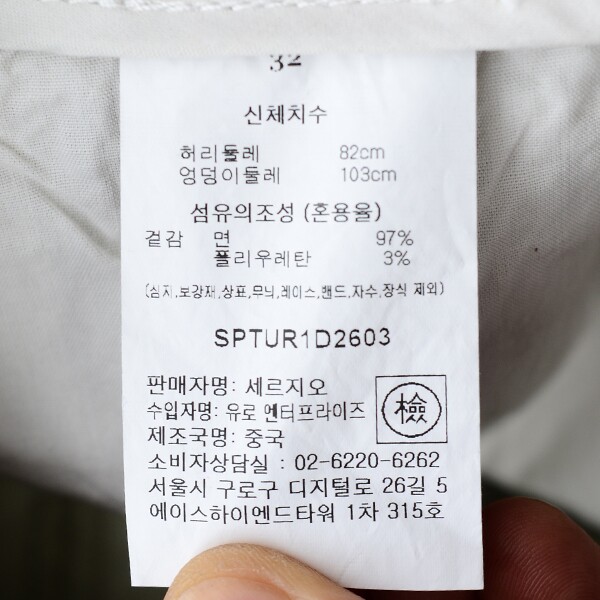 32
신체치수
허리둘레 82cm
엉덩이둘레 103cm
섬유의조성 (혼용율)
겉감 면 97%
폴리우레탄 3%
(심지,보강재,상표,무늬,레이스,밴드,자수,장식 제외)
SPTUR1D2603
판매자명: 세르지오
수입자명: 유로 엔터프라이즈
檢
제조국명: 중국
소비자상담실 : 02-6220-6262
서울시 구로구 디지털로 26길 5
에이스하이엔드타워 1차 315호